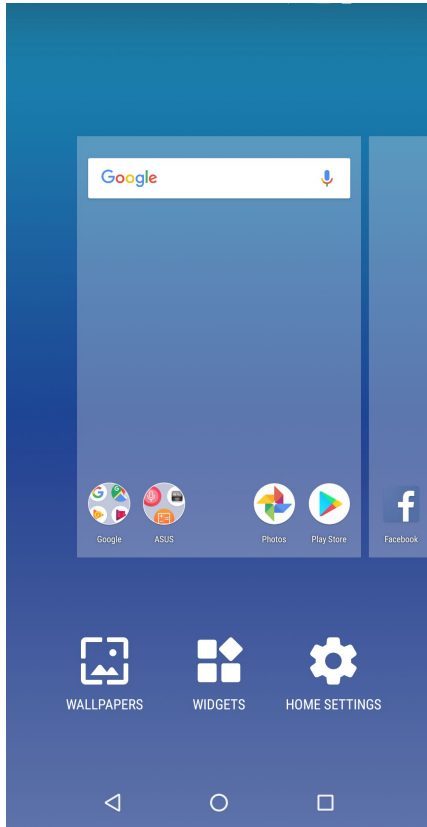 Google
Google
ASUS
Photos
Play Store
Facebook
WALLPAPERS
WIDGETS
HOME SETTINGS